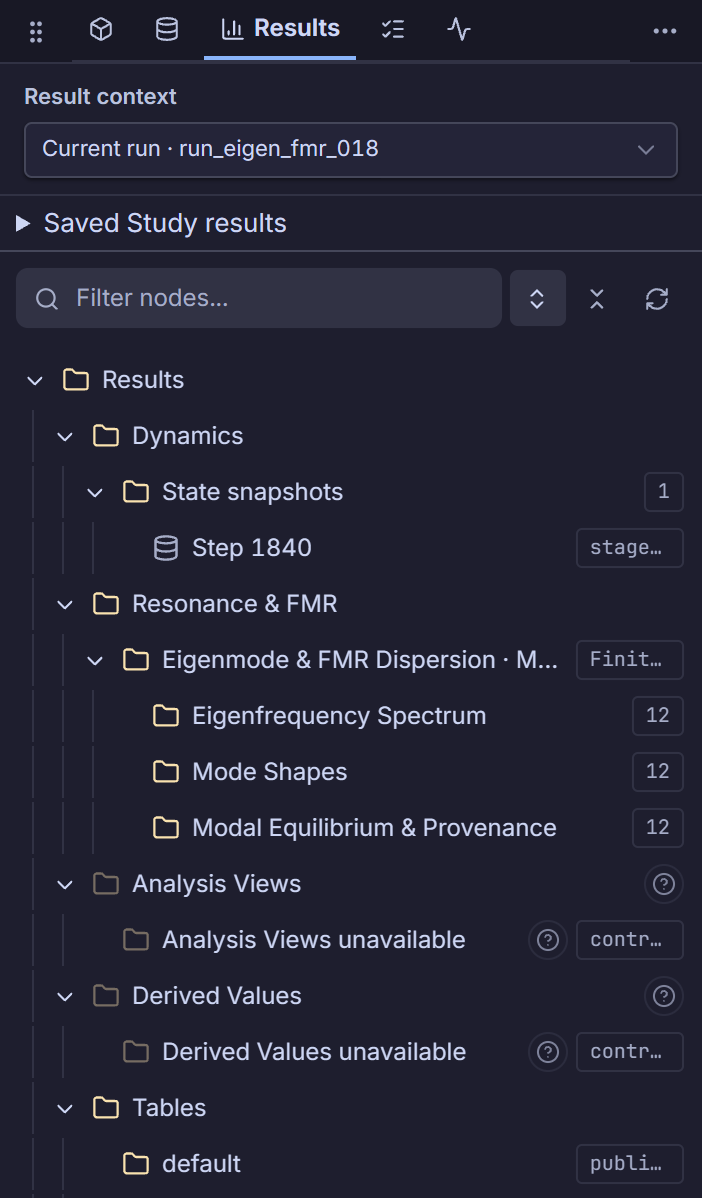 Results
Result context
Current run · run_eigen_fmr_018
Saved Study results
Filter nodes...
Results
Dynamics
State snapshots 1
Step 1840 stage…
Resonance & FMR
Eigenmode & FMR Dispersion · M… Finit…
Eigenfrequency Spectrum 12
Mode Shapes 12
Modal Equilibrium & Provenance 12
Analysis Views
Analysis Views unavailable contr…
Derived Values
Derived Values unavailable contr…
Tables
default publi…